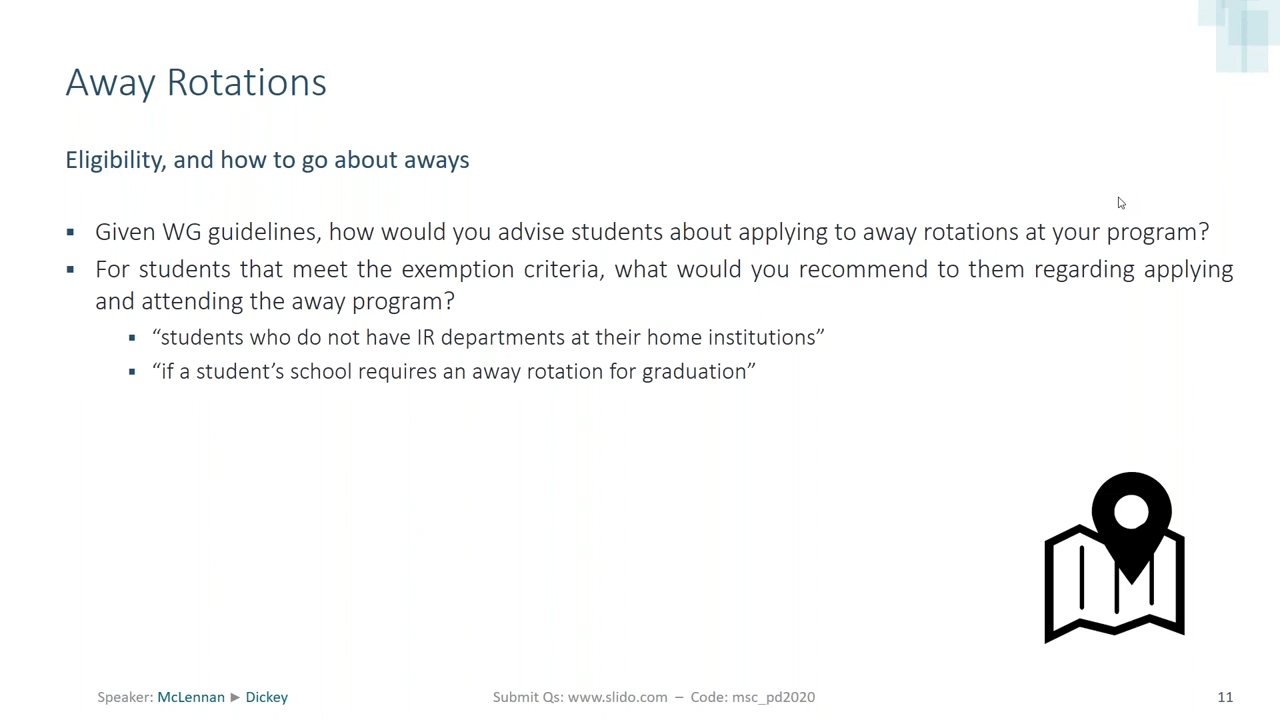 Away Rotations
Eligibility, and how to go about aways
▪ Given WG guidelines, how would you advise students about applying to away rotations at your program?
▪ For students that meet the exemption criteria, what would you recommend to them regarding applying
and attending the away program?
▪ “students who do not have IR departments at their home institutions”
▪ “if a student’s school requires an away rotation for graduation”
Speaker: McLennan ► Dickey
Submit Qs: www.slido.com – Code: msc_pd2020
11